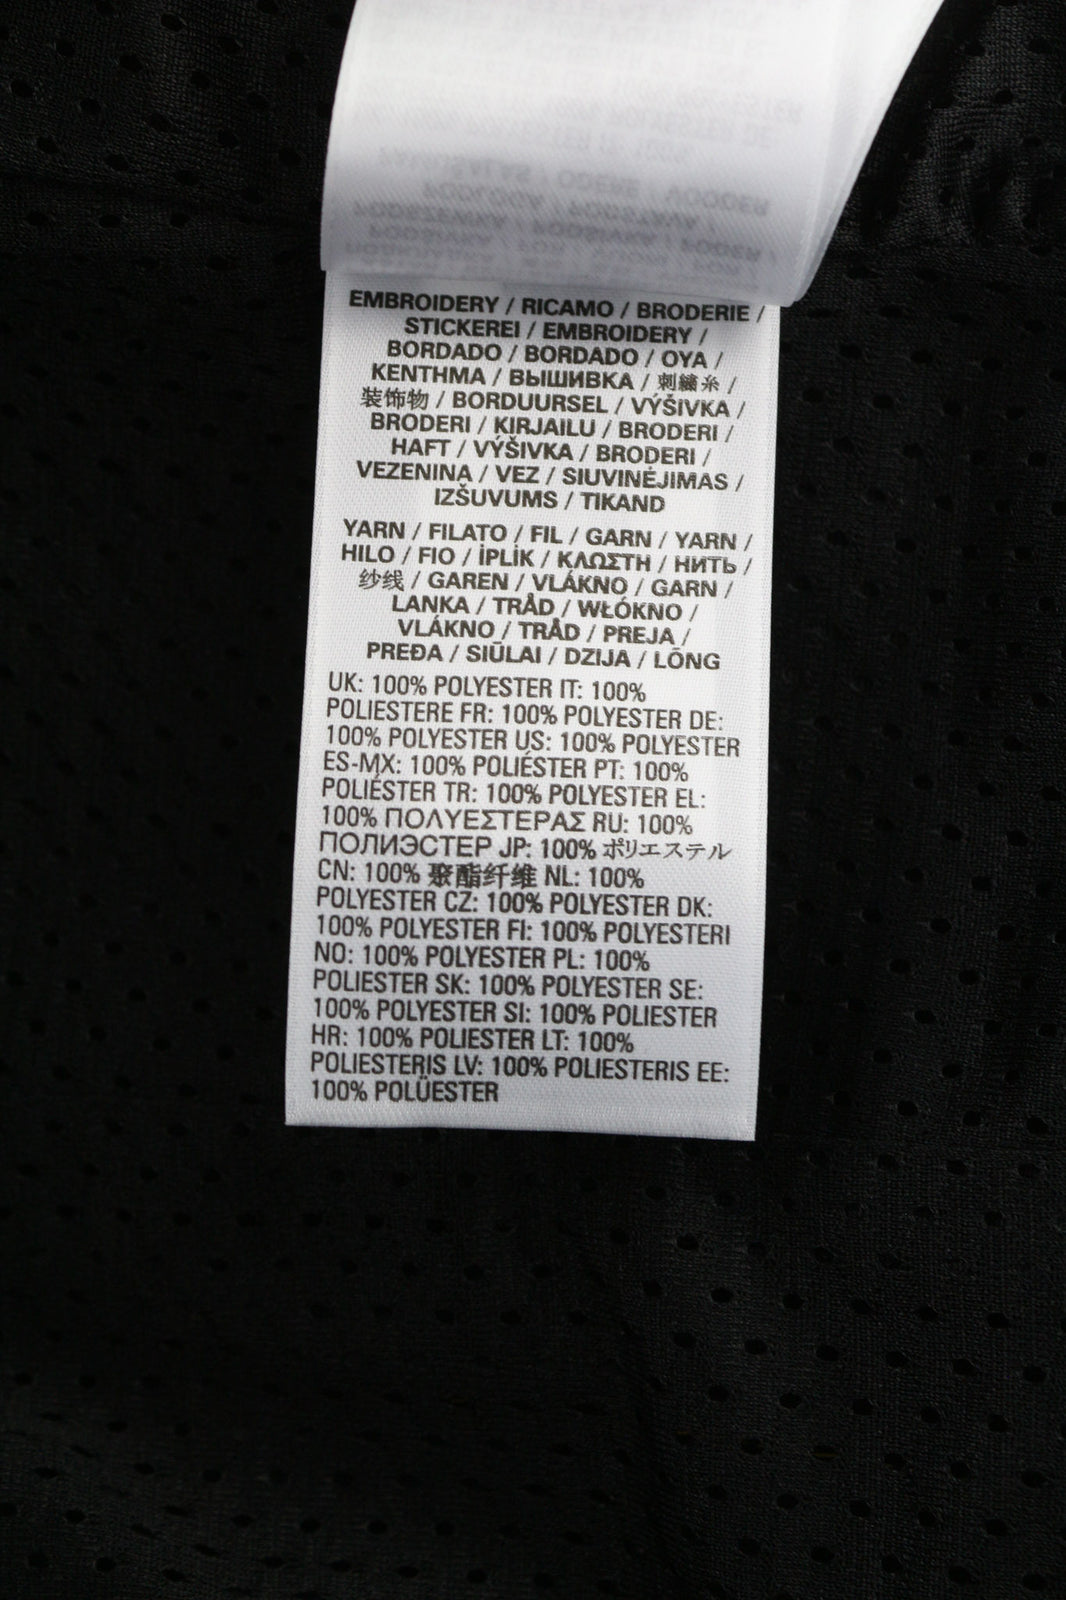 EMBROIDERY / RICAMO / BRODERIE /
STICKEREI / EMBROIDERY /
BORDADO / BORDADO / OYA /
ΚΕΝΤΗΜΑ / ВЫШИВКА / 刺繍糸 /
装饰物 / BORDUURSEL / VÝŠIVKA /
BRODERI / KIRJAILU / BRODERI /
HAFT / VÝŠIVKA / BRODERI /
VEZENINA / VEZ / SIUVINĖJIMAS /
IZŠUVUMS / TIKAND
YARN / FILATO / FIL / GARN / YARN /
HILO / FIO / İPLİK / ΚΛΩΣΤΗ / НИТЬ /
纱线 / GAREN / VLÁKNO / GARN /
LANKA / TRÅD / WŁÓKNO /
VLÁKNO / TRÅD / PREJA /
PREĐA / SIŪLAI / DZIJA / LÕNG
UK: 100% POLYESTER IT: 100%
POLIESTERE FR: 100% POLYESTER DE:
100% POLYESTER US: 100% POLYESTER
ES-MX: 100% POLIÉSTER PT: 100%
POLIÉSTER TR: 100% POLYESTER EL:
100% ΠΟΛΥΕΣΤΕΡΑΣ RU: 100%
ПОЛИЭСТЕР JP: 100% ポリエステル
CN: 100% 聚酯纤维 NL: 100%
POLYESTER CZ: 100% POLYESTER DK:
100% POLYESTER FI: 100% POLYESTERI
NO: 100% POLYESTER PL: 100%
POLIESTER SK: 100% POLYESTER SE:
100% POLYESTER SI: 100% POLIESTER
HR: 100% POLIESTER LT: 100%
POLIESTERIS LV: 100% POLIESTERIS EE:
100% POLÜESTER